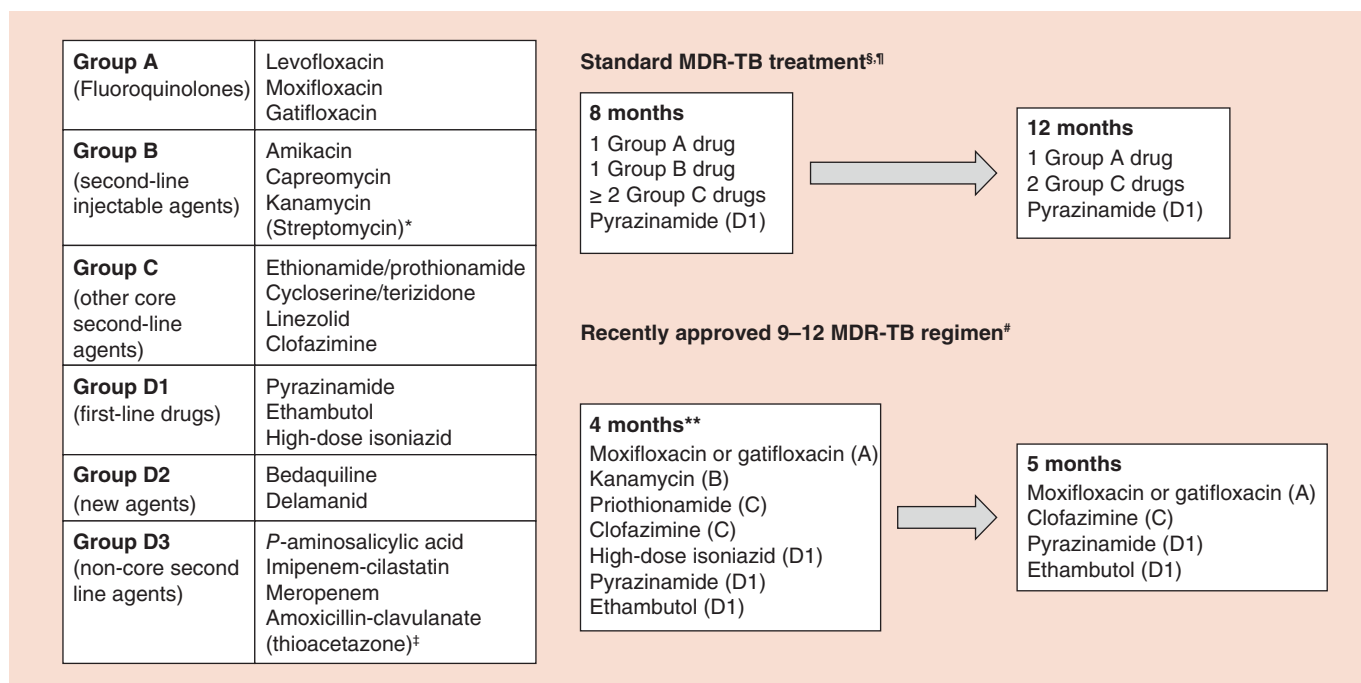 Group A
(Fluoroquinolones)
Levofloxacin
Moxifloxacin
Gatifloxacin
Group B
(second-line
injectable agents)
Amikacin
Capreomycin
Kanamycin
(Streptomycin)*
Group C
(other core
second-line
agents)
Ethionamide/prothionamide
Cycloserine/terizidone
Linezolid
Clofazimine
Group D1
(first-line drugs)
Pyrazinamide
Ethambutol
High-dose isoniazid
Group D2
(new agents)
Bedaquiline
Delamanid
Group D3
(non-core second
line agents)
P-aminosalicylic acid
Imipenem-cilastatin
Meropenem
Amoxicillin-clavulanate
(thioacetazone)‡
Standard MDR-TB treatment§,¶
8 months
1 Group A drug
1 Group B drug
≥ 2 Group C drugs
Pyrazinamide (D1)
12 months
1 Group A drug
2 Group C drugs
Pyrazinamide (D1)
Recently approved 9–12 MDR-TB regimen#
4 months**
Moxifloxacin or gatifloxacin (A)
Kanamycin (B)
Priothionamide (C)
Clofazimine (C)
High-dose isoniazid (D1)
Pyrazinamide (D1)
Ethambutol (D1)
5 months
Moxifloxacin or gatifloxacin (A)
Clofazimine (C)
Pyrazinamide (D1)
Ethambutol (D1)